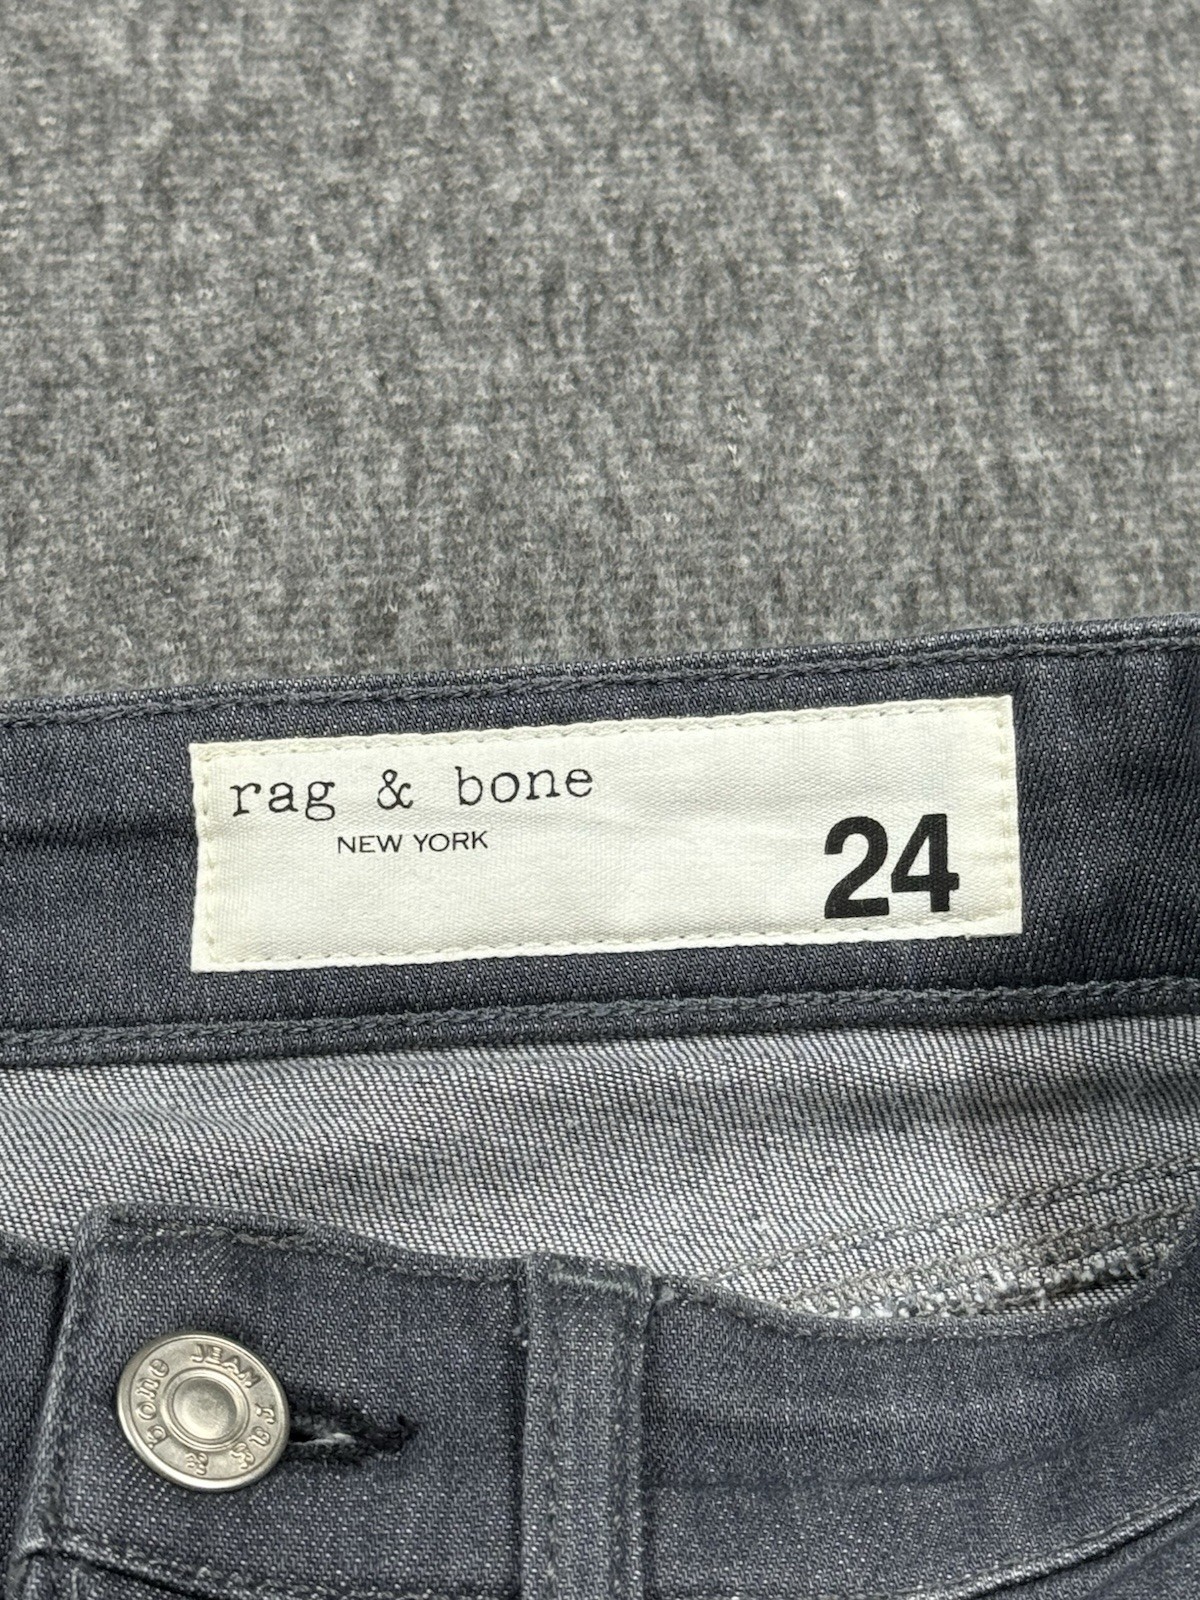 rag & bone
NEW YORK
24
rag & bone JEAN